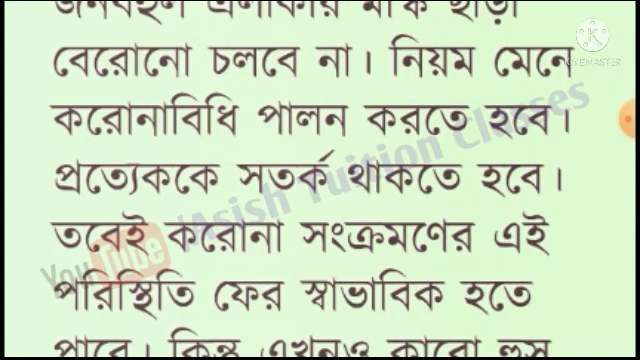 জনবহুল এলাকায় মাস্ক ছাড়া
বেরোনো চলবে না। নিয়ম মেনে
করোনাবিধি পালন করতে হবে।
প্রত্যেককে সতর্ক থাকতে হবে।
তবেই করোনা সংক্রমণের এই
পরিস্থিতি ফের স্বাভাবিক হতে
পারে। কিন্তু এখনও কারো হুস
YouTube Asish Tuition Classes
KINEMASTER